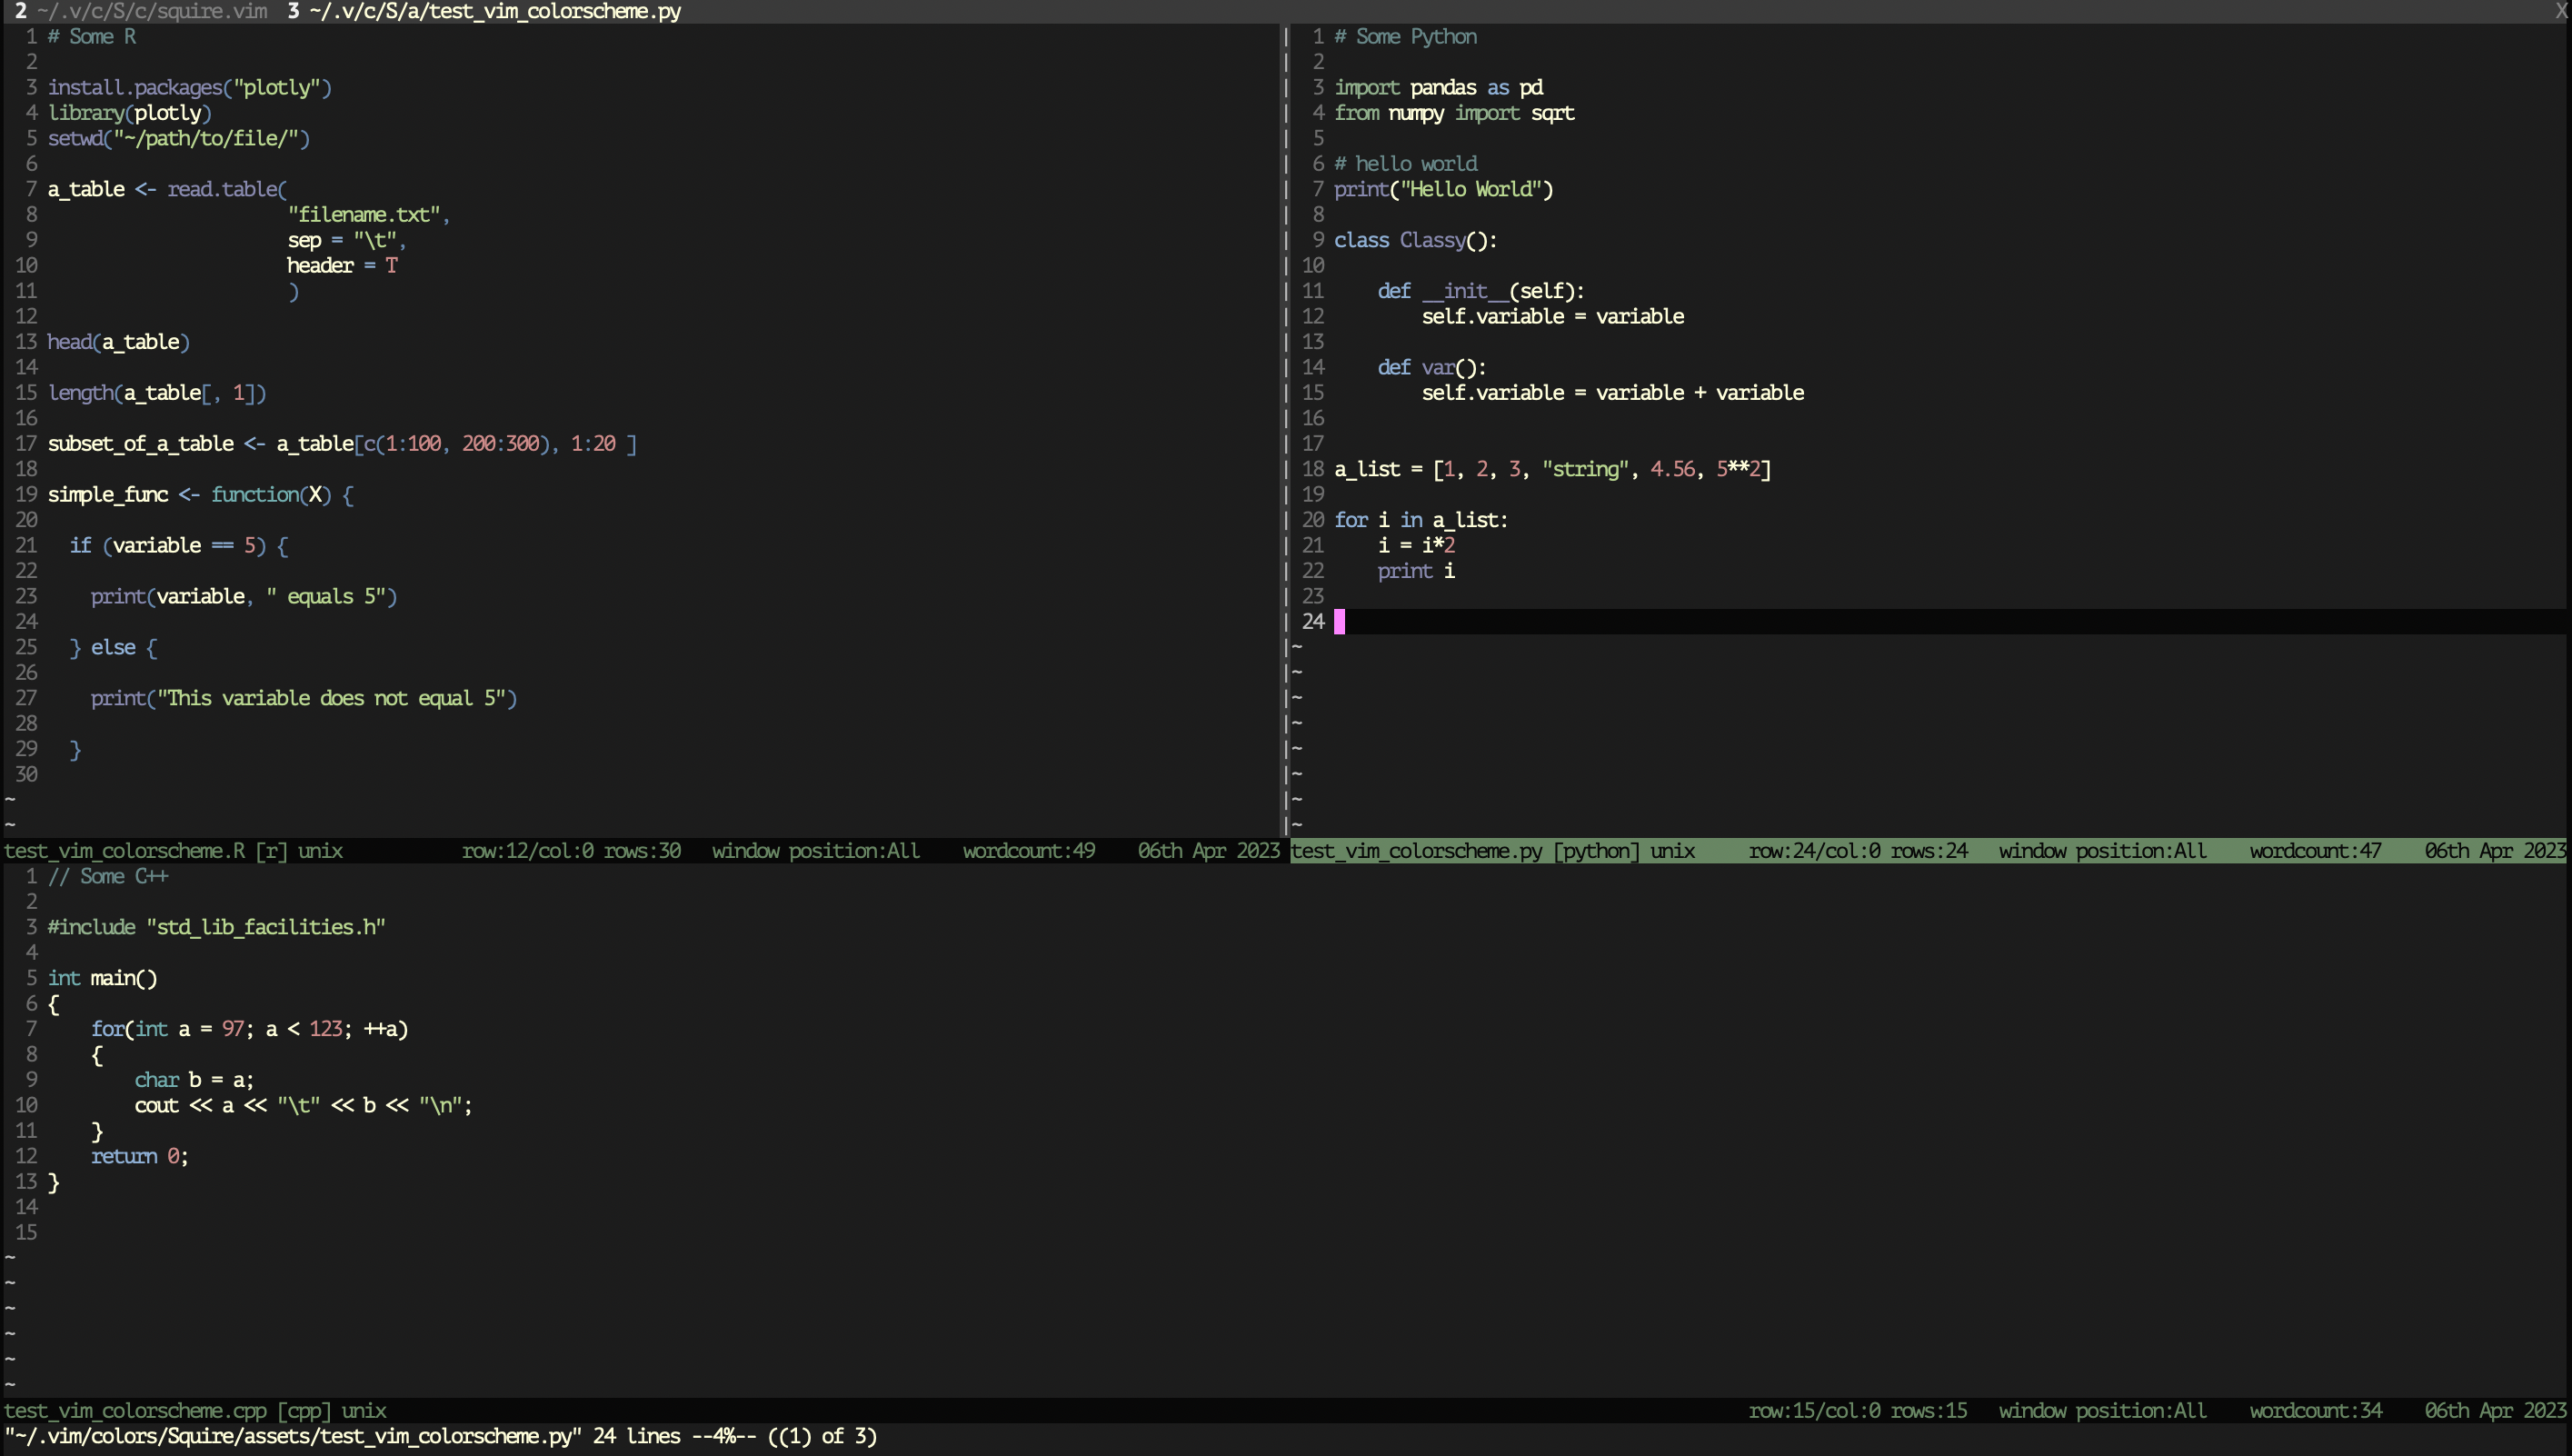 2 ~/.v/c/S/c/squire.vim  3 ~/.v/c/S/a/test_vim_colorscheme.py X
1 # Some R
2
3 install.packages("plotly")
4 library(plotly)
5 setwd("~/path/to/file/")
6
7 a_table <- read.table(
8                       "filename.txt",
9                       sep = "\t",
10                       header = T
11                       )
12
13 head(a_table)
14
15 length(a_table[, 1])
16
17 subset_of_a_table <- a_table[c(1:100, 200:300), 1:20 ]
18
19 simple_func <- function(X) {
20
21   if (variable == 5) {
22
23     print(variable, " equals 5")
24
25   } else {
26
27     print("This variable does not equal 5")
28
29   }
30
~
~
test_vim_colorscheme.R [r] unix row:12/col:0 rows:30 window position:All wordcount:49 06th Apr 2023
1 # Some Python
2
3 import pandas as pd
4 from numpy import sqrt
5
6 # hello world
7 print("Hello World")
8
9 class Classy():
10
11     def __init__(self):
12         self.variable = variable
13
14     def var():
15         self.variable = variable + variable
16
17
18 a_list = [1, 2, 3, "string", 4.56, 5**2]
19
20 for i in a_list:
21     i = i*2
22     print i
23
24
~
~
~
~
~
~
~
~
test_vim_colorscheme.py [python] unix row:24/col:0 rows:24 window position:All wordcount:47 06th Apr 2023
1 // Some C++
2
3 #include "std_lib_facilities.h"
4
5 int main()
6 {
7     for(int a = 97; a < 123; ++a)
8     {
9         char b = a;
10         cout << a << "\t" << b << "\n";
11     }
12     return 0;
13 }
14
15
~
~
~
~
~
~
test_vim_colorscheme.cpp [cpp] unix row:15/col:0 rows:15 window position:All wordcount:34 06th Apr 2023
"~/.vim/colors/Squire/assets/test_vim_colorscheme.py" 24 lines --4%-- ((1) of 3)